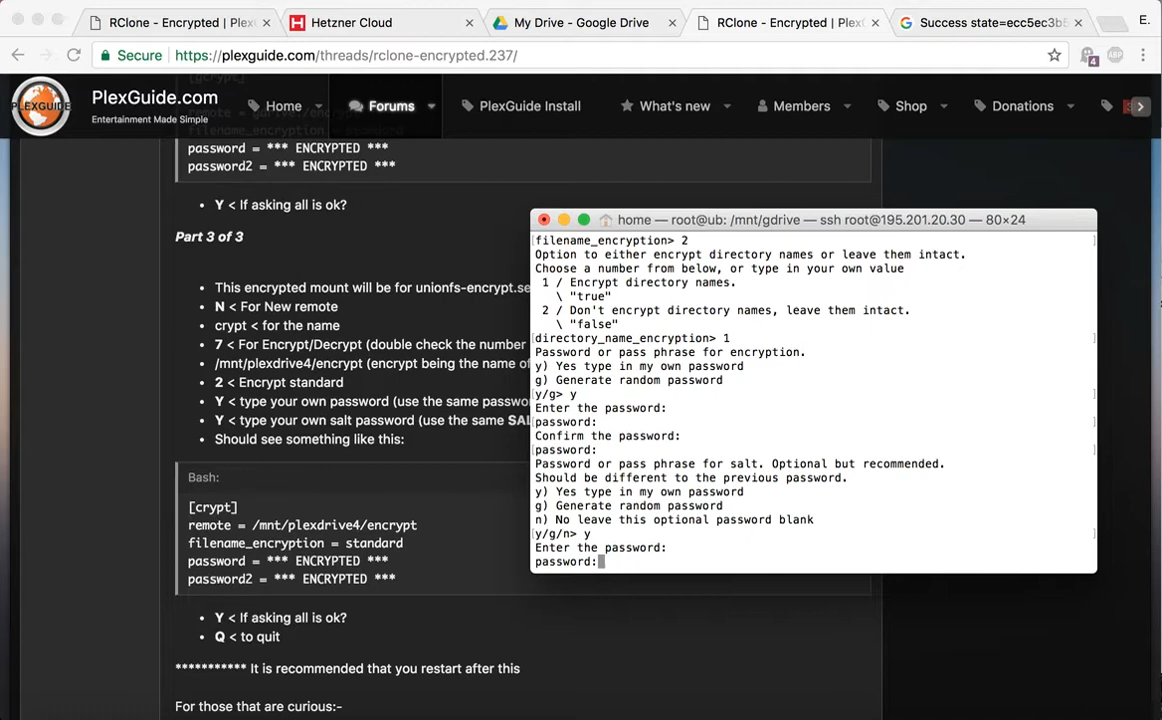 RClone - Encrypted | PlexG
Hetzner Cloud
My Drive - Google Drive
RClone - Encrypted | PlexG
Success state=ecc5ec3b5
E.
Secure
https://plexguide.com/threads/rclone-encrypted.237/
4
ABP
PLEXGUIDE
PlexGuide.com
Entertainment Made Simple
Home
Forums
PlexGuide Install
What's new
Members
Shop
Donations
[gcrypt]
remote = gdrive:/encrypt
filename_encryption = standard
password = *** ENCRYPTED ***
password2 = *** ENCRYPTED ***
• Y < If asking all is ok?
Part 3 of 3
• This encrypted mount will be for unionfs-encrypt.se
• N < For New remote
• crypt < for the name
• 7 < For Encrypt/Decrypt (double check the number
• /mnt/plexdrive4/encrypt (encrypt being the name of
• 2 < Encrypt standard
• Y < type your own password (use the same passwo
• Y < type your own salt password (use the same SAL
• Should see something like this:
Bash:
[crypt]
remote = /mnt/plexdrive4/encrypt
filename_encryption = standard
password = *** ENCRYPTED ***
password2 = *** ENCRYPTED ***
• Y < If asking all is ok?
• Q < to quit
*********** It is recommended that you restart after this
For those that are curious:-
home — root@ub: /mnt/gdrive — ssh root@195.201.20.30 — 80×24
[filename_encryption> 2
Option to either encrypt directory names or leave them intact.
Choose a number from below, or type in your own value
1 / Encrypt directory names.
\ "true"
2 / Don't encrypt directory names, leave them intact.
\ "false"
[directory_name_encryption> 1
Password or pass phrase for encryption.
y) Yes type in my own password
g) Generate random password
[y/g> y
Enter the password:
[password:
Confirm the password:
[password:
Password or pass phrase for salt. Optional but recommended.
Should be different to the previous password.
y) Yes type in my own password
g) Generate random password
n) No leave this optional password blank
[y/g/n> y
Enter the password:
password: